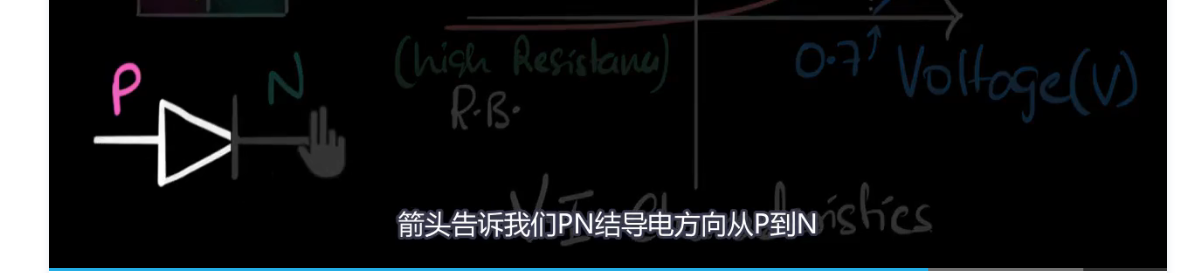 (high Resistance)
0.7
Voltage(V)
P
N
R.B.
V I Characteristics
箭头告诉我们PN结导电方向从P到N